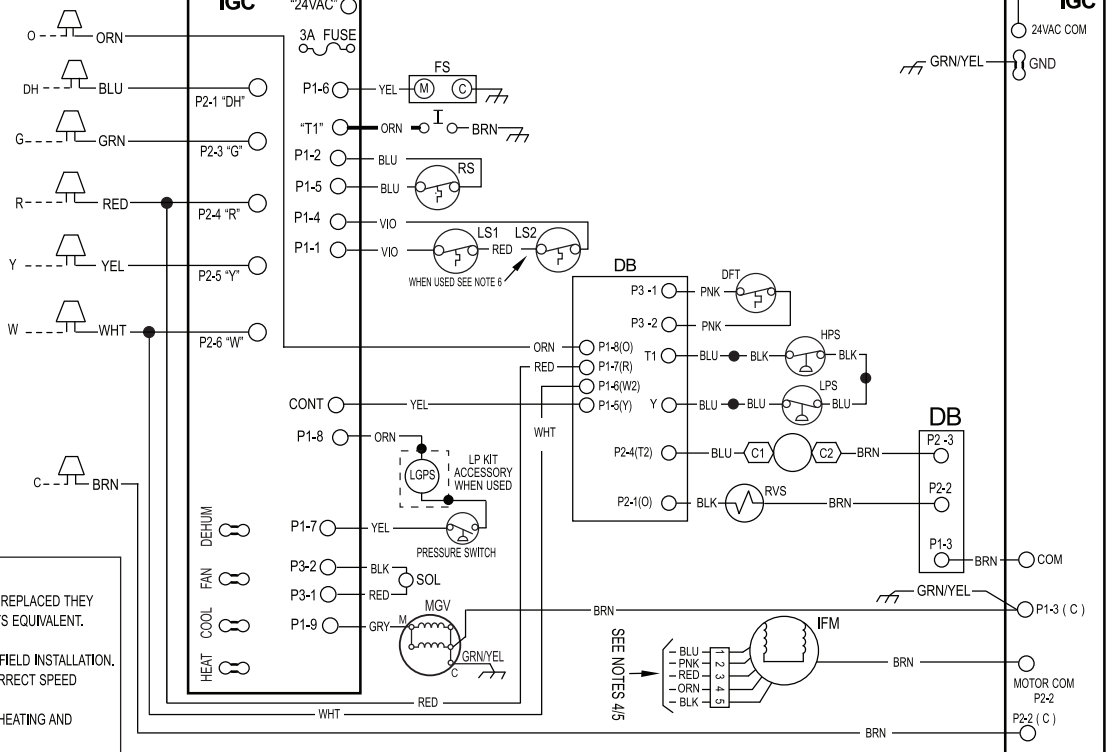 IGC
"24VAC"
3A FUSE
O
ORN
DH
BLU
P2-1 "DH"
G
GRN
P2-3 "G"
R
RED
P2-4 "R"
Y
YEL
P2-5 "Y"
W
WHT
P2-6 "W"
C
BRN
P1-6
YEL
FS
M
C
"T1"
ORN
I
BRN
P1-2
BLU
P1-5
BLU
RS
P1-4
VIO
P1-1
VIO
LS1
RED
LS2
WHEN USED SEE NOTE 6
CONT
YEL
P1-8
ORN
LGPS
LP KIT
ACCESSORY
WHEN USED
P1-7
YEL
PRESSURE SWITCH
P3-2
BLK
P3-1
RED
SOL
P1-9
GRY
M
MGV
C
GRN/YEL
DEHUM
FAN
COOL
HEAT
DB
P3 -1
PNK
DFT
P3 -2
PNK
ORN
P1-8(O)
RED
P1-7(R)
P1-6(W2)
P1-5(Y)
WHT
T1
BLU
BLK
HPS
BLK
Y
BLU
BLU
LPS
BLU
P2-4(T2)
BLU
C1
C2
BRN
P2-1(O)
BLK
RVS
BRN
DB
P2 -3
P2-2
P1-3
BRN
COM
IGC
24VAC COM
GRN/YEL
GND
GRN/YEL
P1-3 ( C )
BRN
SEE NOTES 4/5
BLU
PNK
RED
ORN
BLK
1
2
3
4
5
IFM
BRN
MOTOR COM
P2-2
P2-2 ( C )
BRN
RED
WHT
REPLACED THEY
S EQUIVALENT.
FIELD INSTALLATION.
RRECT SPEED
HEATING AND